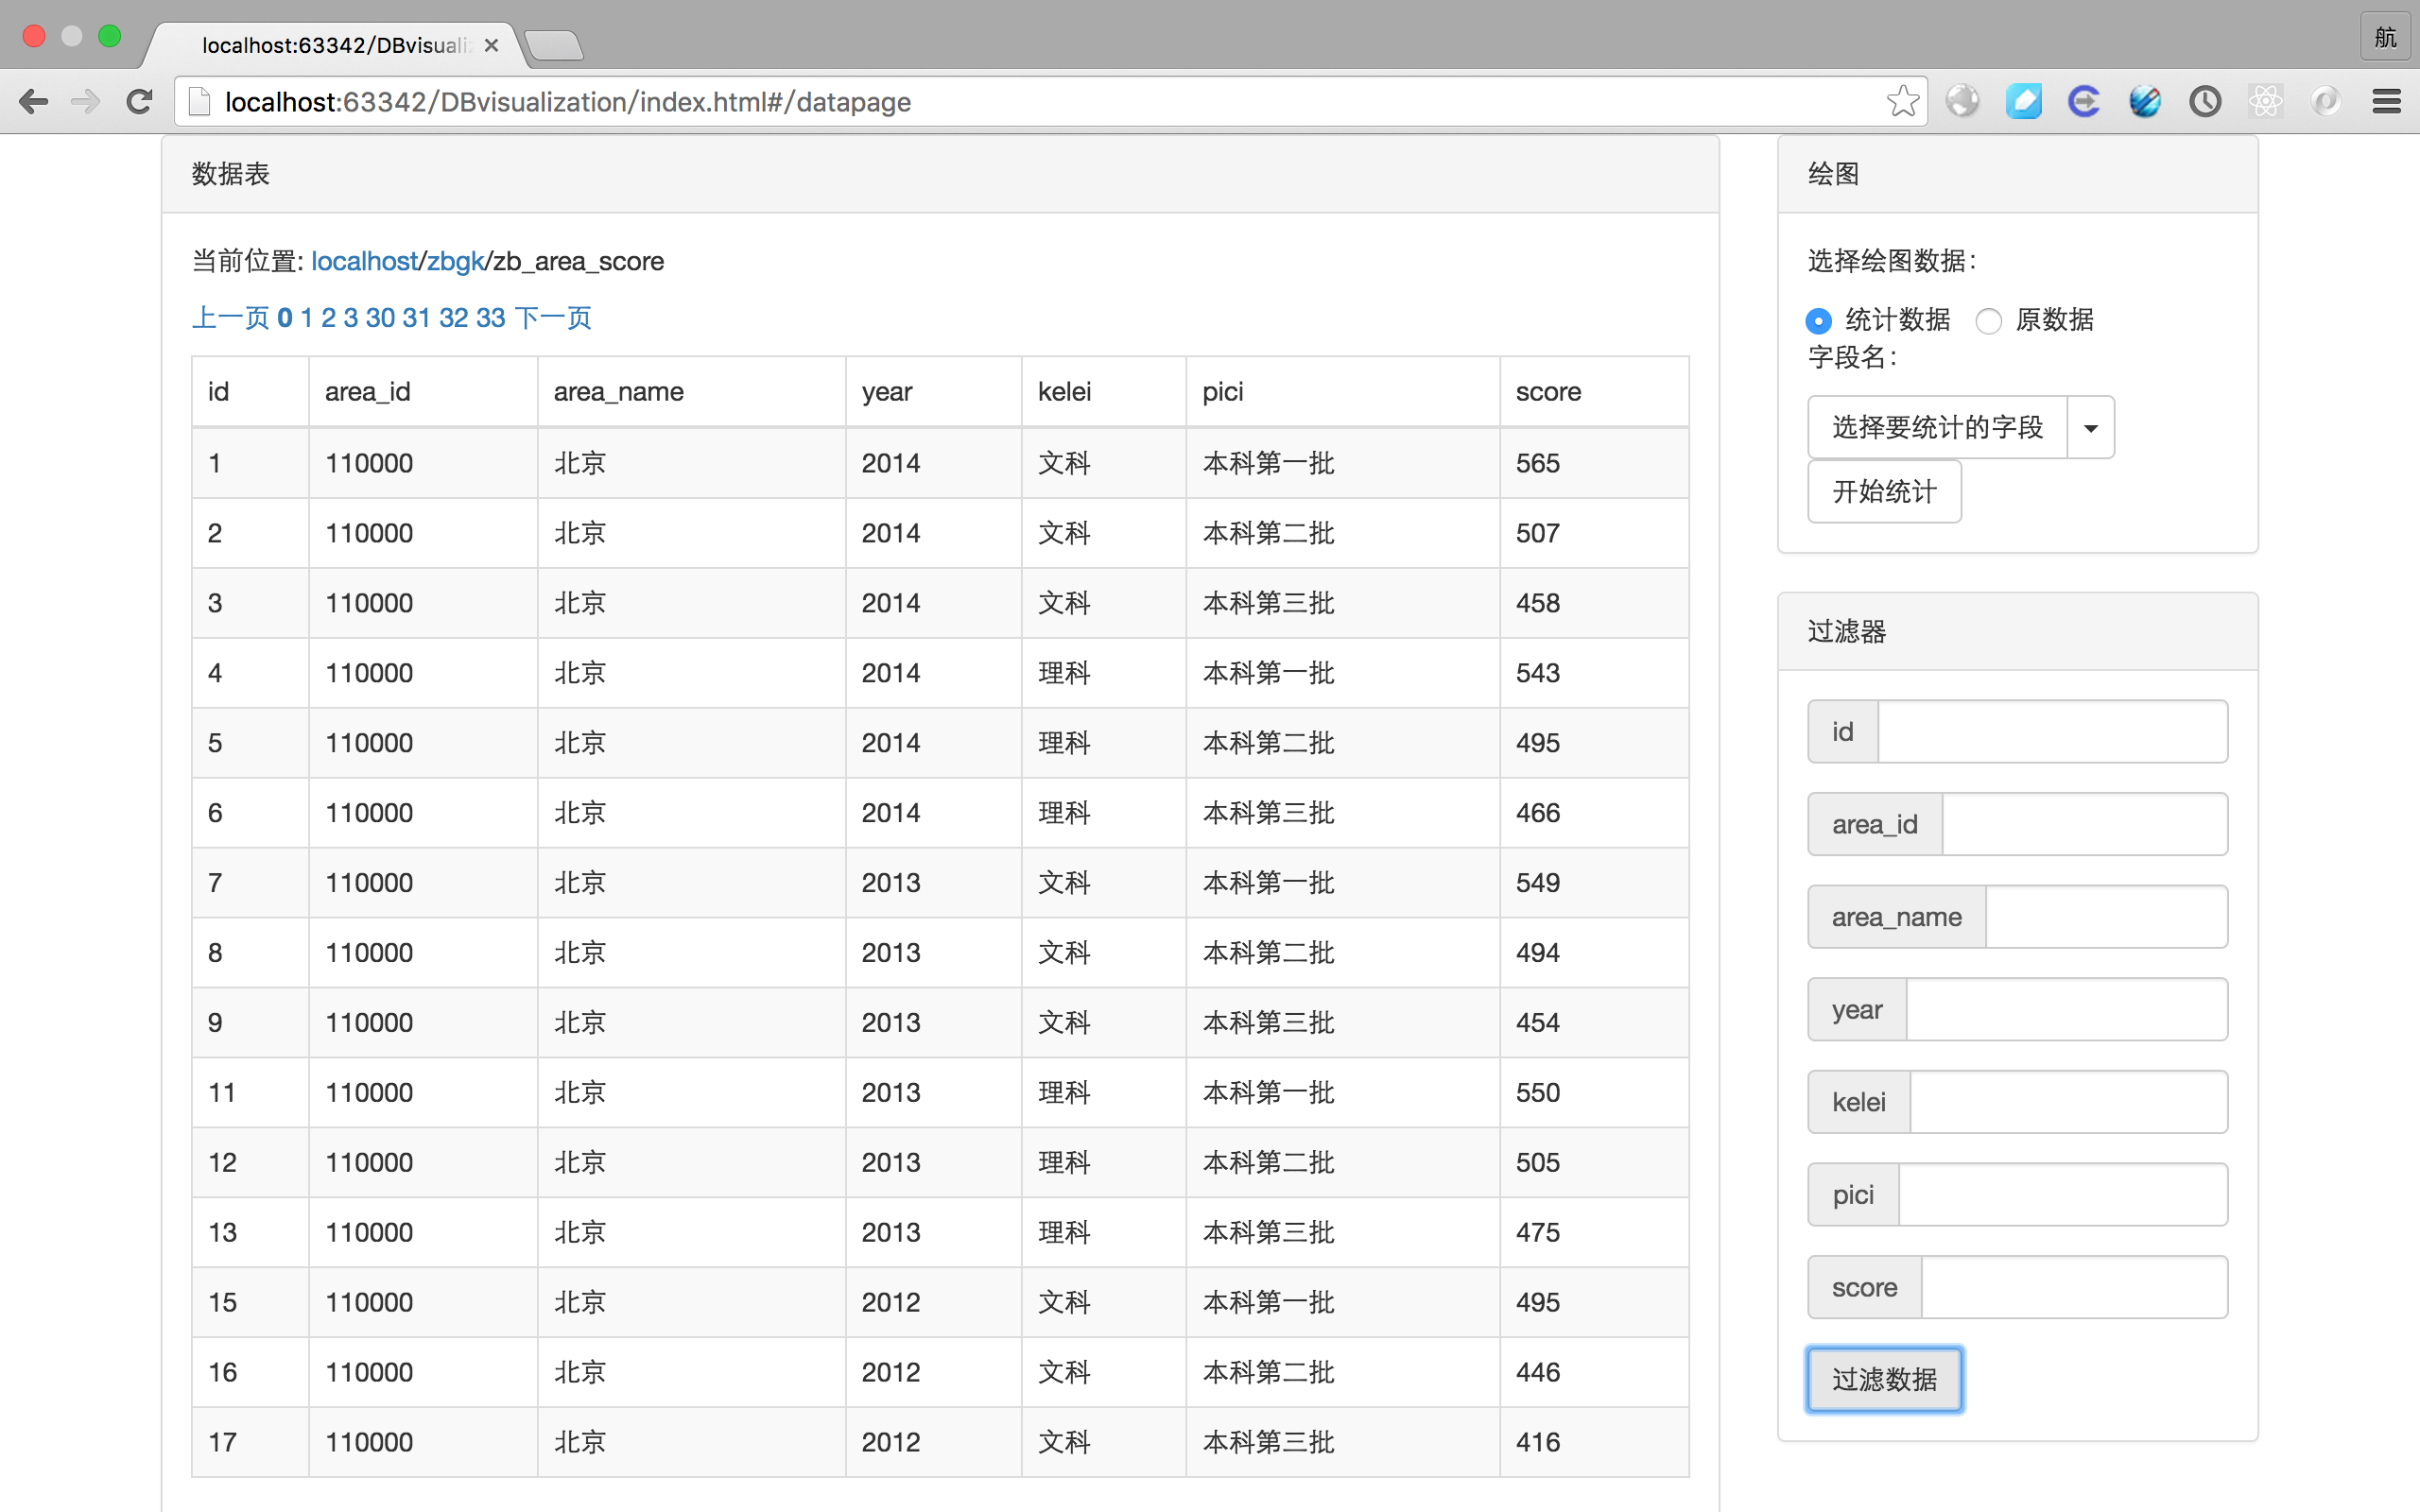 localhost:63342/DBvisuali
航
localhost:63342/DBvisualization/index.html#/datapage
数据表
当前位置: localhost/zbgk/zb_area_score
上一页 0 1 2 3 30 31 32 33 下一页
id area_id area_name year kelei pici score
1 110000 北京 2014 文科 本科第一批 565
2 110000 北京 2014 文科 本科第二批 507
3 110000 北京 2014 文科 本科第三批 458
4 110000 北京 2014 理科 本科第一批 543
5 110000 北京 2014 理科 本科第二批 495
6 110000 北京 2014 理科 本科第三批 466
7 110000 北京 2013 文科 本科第一批 549
8 110000 北京 2013 文科 本科第二批 494
9 110000 北京 2013 文科 本科第三批 454
11 110000 北京 2013 理科 本科第一批 550
12 110000 北京 2013 理科 本科第二批 505
13 110000 北京 2013 理科 本科第三批 475
15 110000 北京 2012 文科 本科第一批 495
16 110000 北京 2012 文科 本科第二批 446
17 110000 北京 2012 文科 本科第三批 416
绘图
选择绘图数据:
统计数据 原数据
字段名:
选择要统计的字段
开始统计
过滤器
id
area_id
area_name
year
kelei
pici
score
过滤数据